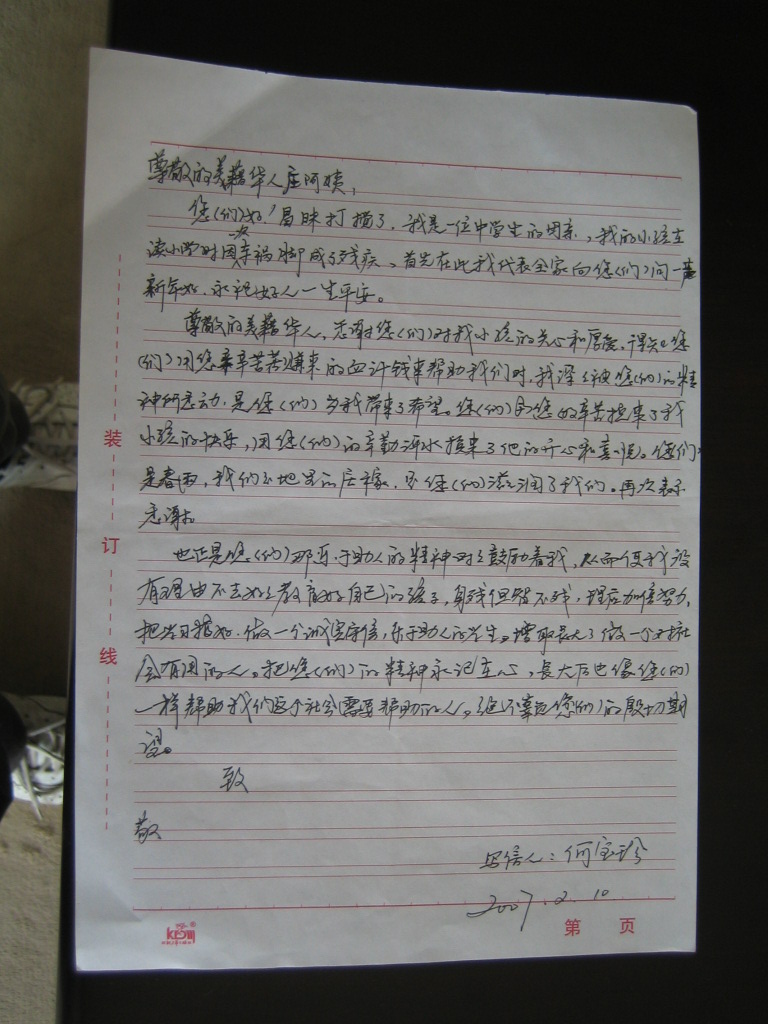 尊敬的美籍华人庄阿姨：
您(们)好！冒昧打搅了，我是一位中学生的母亲，我的小孩在
读小学时因车祸脚成了残疾。首先在此我代表全家向您(们)问一声
新年好，永祝好人一生平安。
尊敬的美籍华人，感谢您(们)对我小孩的关心和厚爱，得知您
(们)用您辛辛苦苦赚来的血汗钱来帮助我们时，我深深被您(们)的精
神所感动，是您(们)为我带来了希望。您(们)用您的辛苦换来了我
小孩的快乐，用您(们)的辛勤汗水换来了他的开心和喜悦。您们
是春雨，我们是地里的庄稼，是您(们)滋润了我们。再次表示
感谢。
也正是您(们)那乐于助人的精神时时鼓励着我，从而使我没
有理由不去好好教育好自己的孩子，身残但智不残，理应加倍努力，
把学习搞好，做一个诚实守信，乐于助人的学生。增取长大了做一个对社
会有用的人。把您(们)的精神永记在心，长大后也像您(们)
一样帮助我们这个社会需要帮助的人。绝不辜负您(们)的殷切期
望。
致
敬
写信人：何宝珍
2007.2.10
装
订
线
第 页